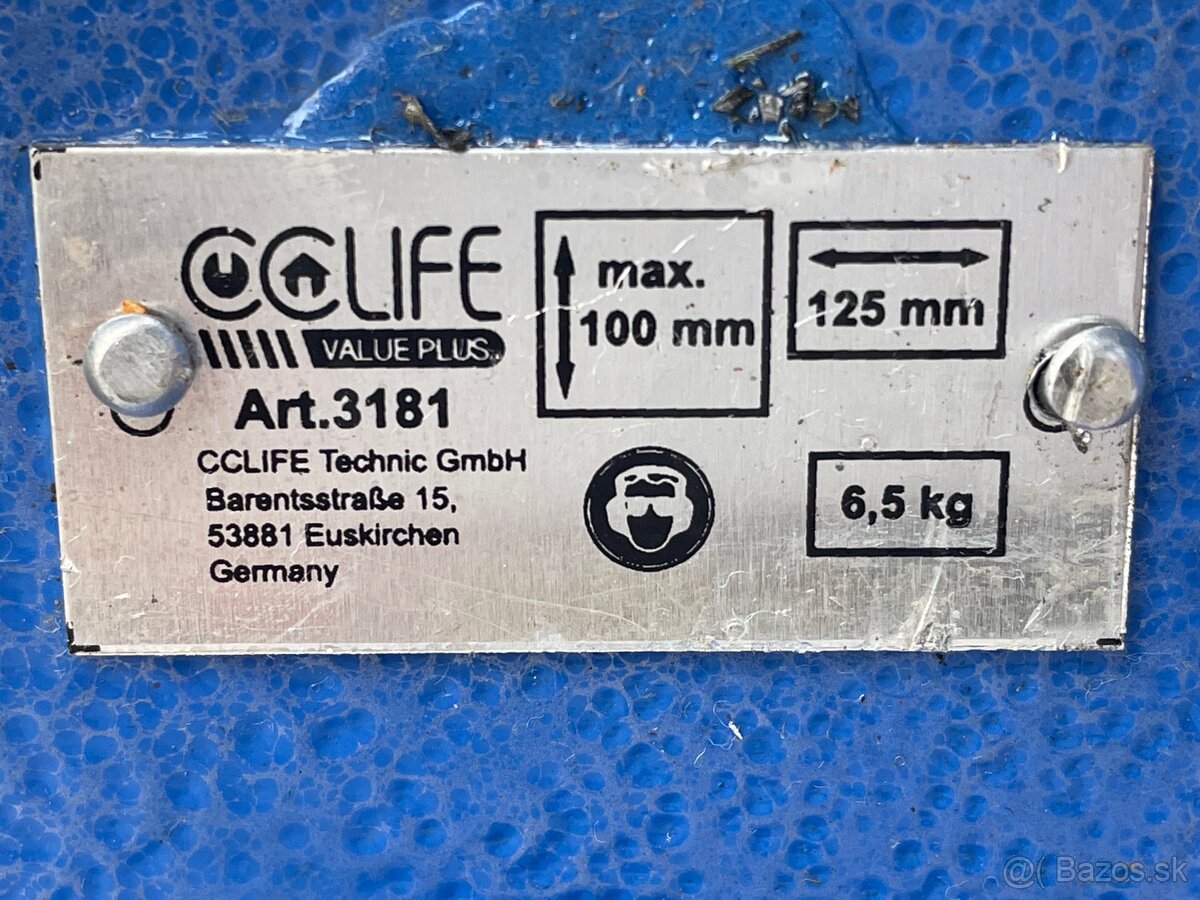 CCLIFE
VALUE PLUS
Art.3181
CCLIFE Technic GmbH
Barentsstraße 15,
53881 Euskirchen
Germany
max.
100 mm
125 mm
6,5 kg
@( Bazos.sk